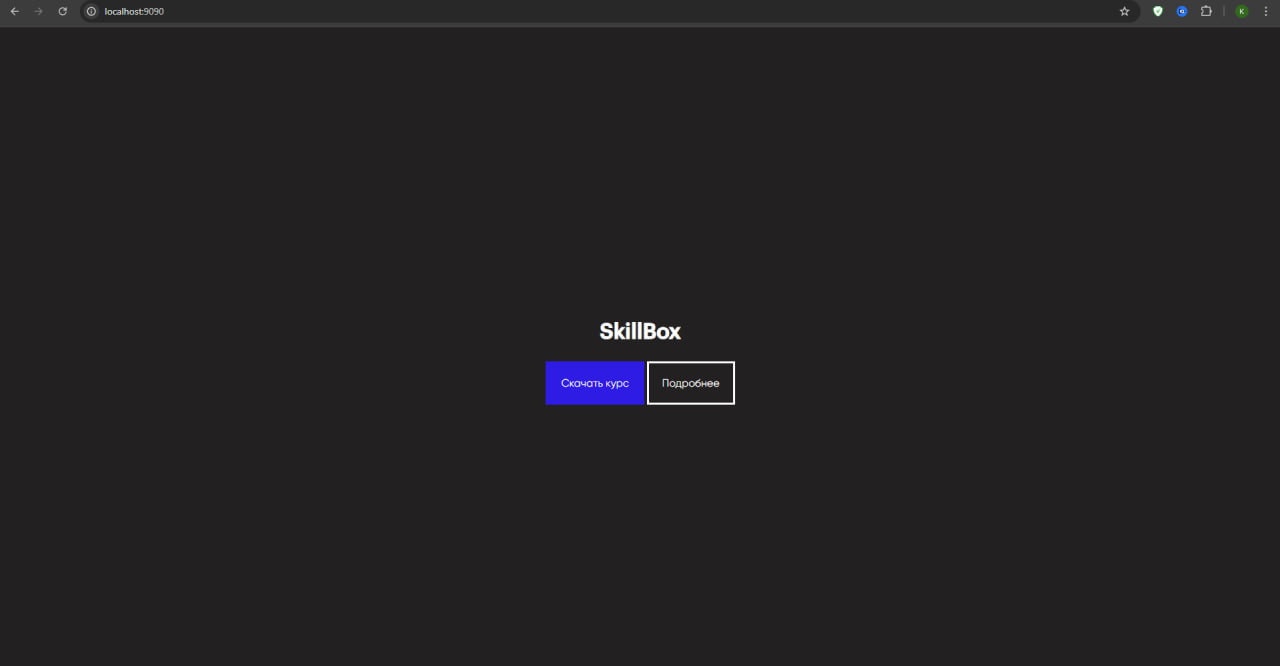 localhost:9090
K
SkillBox
Скачать курс
Подробнее